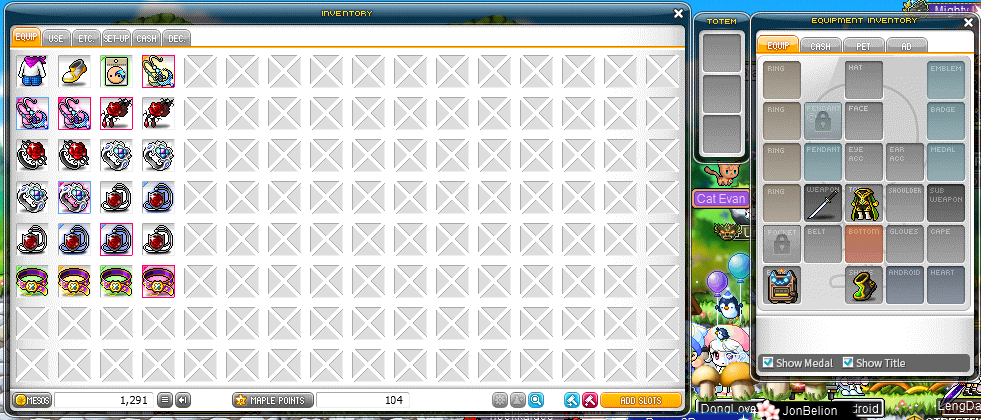 INVENTORY
EQUIP USE ETC. SET-UP CASH DEC
MESOS 1,291
MAPLE POINTS 104
ADD SLOTS
TOTEM
Mighty
EQUIPMENT INVENTORY
EQUIP CASH PET AD
RING HAT EMBLEM
RING PENDANT FACE BADGE
RING PENDANT EYE ACC EAR ACC MEDAL
RING WEAPON SHOULDER SUB WEAPON
POCKET BELT BOTTOM GLOVES CAPE
ANDROID HEART
Show Medal Show Title
Cat Evan
DongLove
JonBelion
droid
LengDa